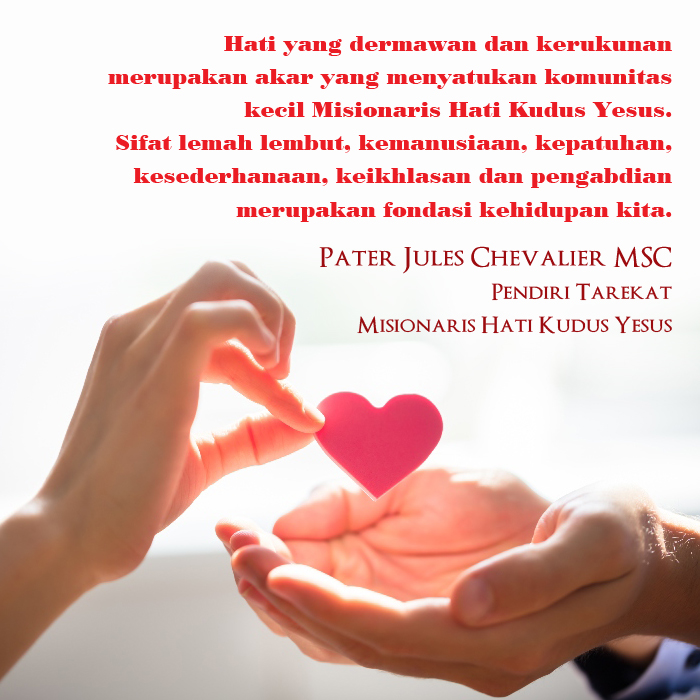 Hati yang dermawan dan kerukunan
merupakan akar yang menyatukan komunitas
kecil Misionaris Hati Kudus Yesus.
Sifat lemah lembut, kemanusiaan, kepatuhan,
kesederhanaan, keikhlasan dan pengabdian
merupakan fondasi kehidupan kita.
Pater Jules Chevalier MSC
Pendiri Tarekat
Misionaris Hati Kudus Yesus